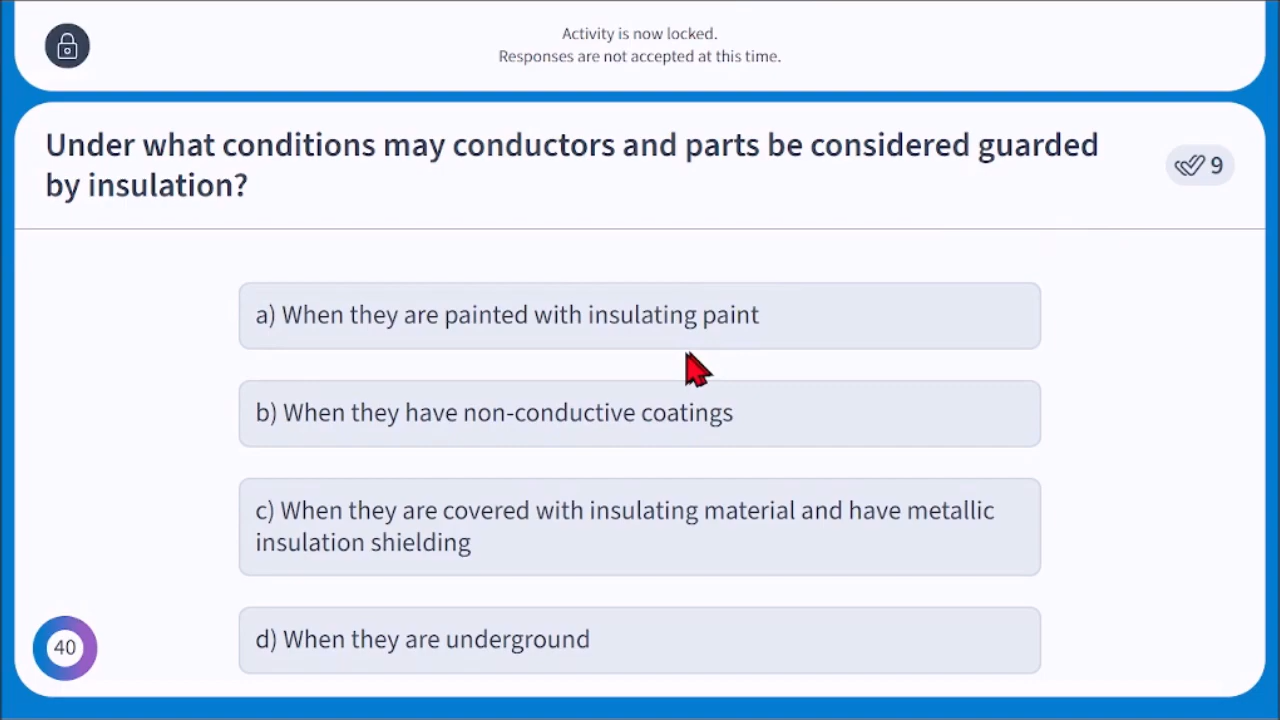 Activity is now locked.
Responses are not accepted at this time.
Under what conditions may conductors and parts be considered guarded
by insulation?
9
a) When they are painted with insulating paint
b) When they have non-conductive coatings
c) When they are covered with insulating material and have metallic
insulation shielding
d) When they are underground
40